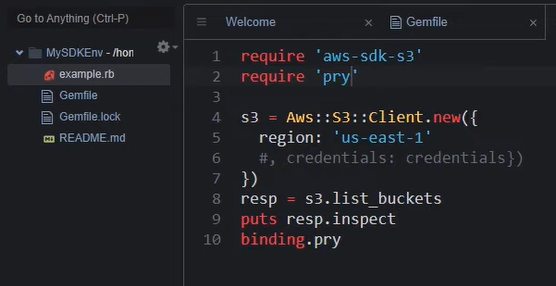 Go to Anything (Ctrl-P)
MySDKEnv - /hon
example.rb
Gemfile
Gemfile.lock
README.md
Welcome ×
Gemfile ×
1 require 'aws-sdk-s3'
2 require 'pry'
3
4 s3 = Aws::S3::Client.new({
5   region: 'us-east-1'
6   #, credentials: credentials})
7 })
8 resp = s3.list_buckets
9 puts resp.inspect
10 binding.pry